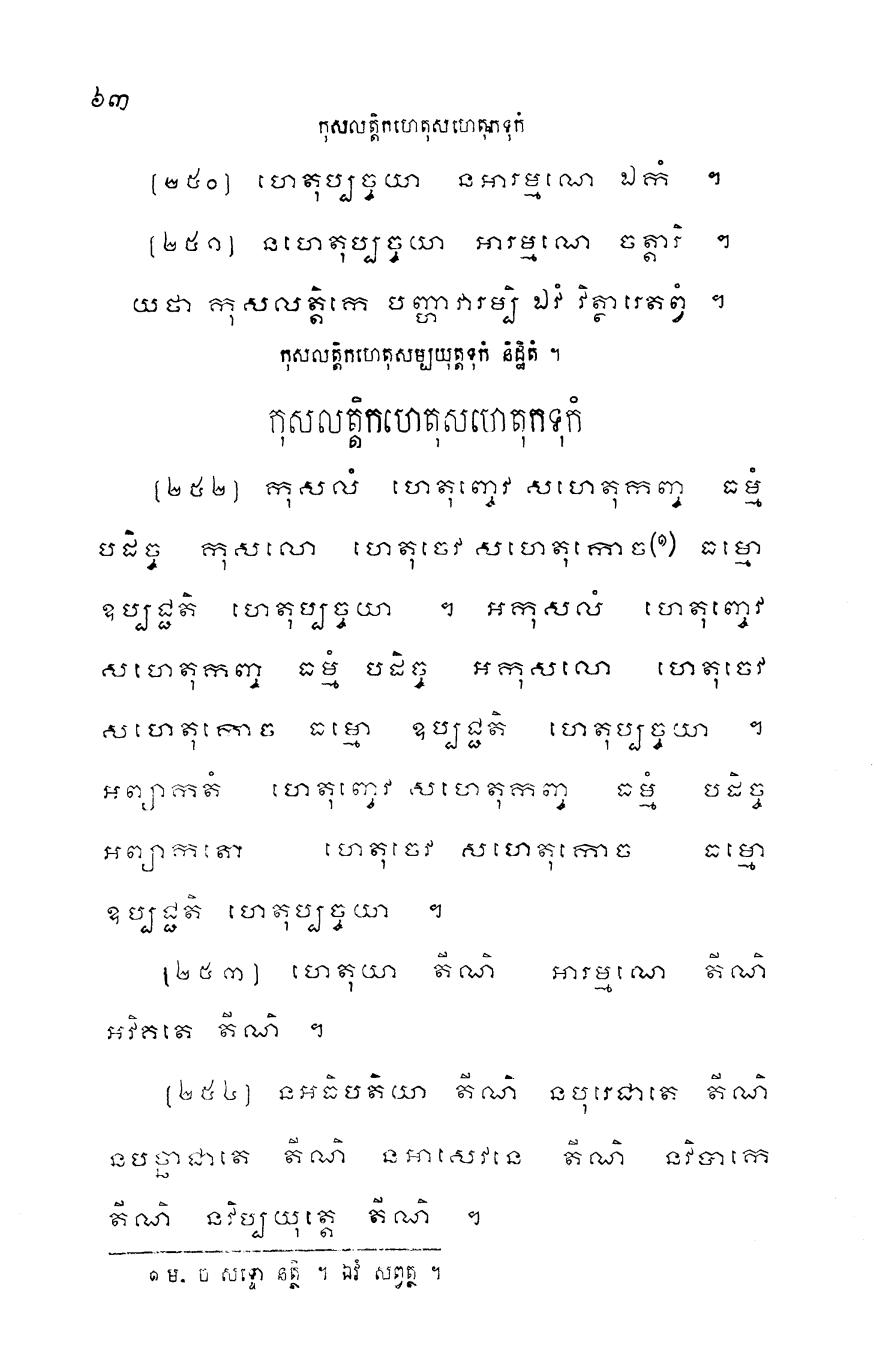 ៦៣
កុសលត្តិកហេតុសហេតុកទុកំ
[២៥០] ហេតុប្បច្ចយា នអារម្មណេ ឯកំ ។
[២៥១] នហេតុប្បច្ចយា អារម្មណេ ចត្តារិ ។
យថា កុសលត្តិកេ បញ្ហាវារម្បិ ឯវំ វិត្ថារេតព្វំ ។
កុសលត្តិកហេតុសម្បយុត្តទុកំ និដ្ឋិតំ ។
កុសលត្តិកហេតុសហេតុកទុកំ
[២៥២] កុសលំ ហេតុញ្ចេវ សហេតុកញ្ច ធម្មំ
បដិច្ច កុសលោ ហេតុចេវ សហេតុកោច(១) ធម្មោ
ឧប្បជ្ជតិ ហេតុប្បច្ចយា ។ អកុសលំ ហេតុញ្ចេវ
សហេតុកញ្ច ធម្មំ បដិច្ច អកុសលោ ហេតុចេវ
សហេតុកោច ធម្មោ ឧប្បជ្ជតិ ហេតុប្បច្ចយា ។
អព្យាកតំ ហេតុញ្ចេវ សហេតុកញ្ច ធម្មំ បដិច្ច
អព្យាកតោ ហេតុចេវ សហេតុកោច ធម្មោ
ឧប្បជ្ជតិ ហេតុប្បច្ចយា ។
[២៥៣] ហេតុយា តីណិ អារម្មណេ តីណិ
អវិគតេ តីណិ ។
[២៥៤] នអធិបតិយា តីណិ នបុរេជាតេ តីណិ
នបច្ឆាជាតេ តីណិ នអាសេវនេ តីណិ នវិបាកេ
តីណិ នវិប្បយុត្តេ តីណិ ។
១ ម. ច សទ្ទោ នត្ថិ ។ ឯវំ សព្វត្ថ ។